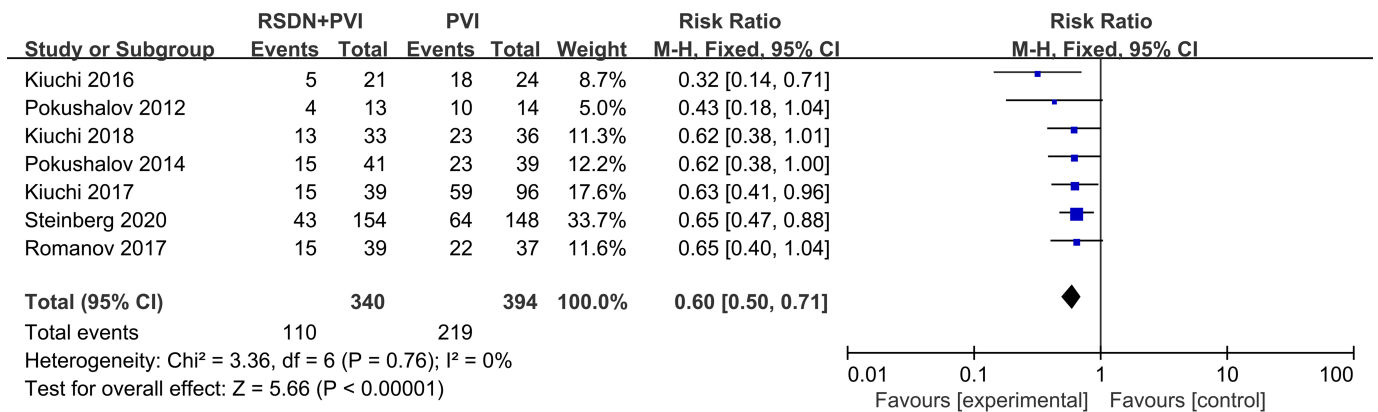 RSDN+PVI PVI Risk Ratio Risk Ratio
Study or Subgroup Events Total Events Total Weight M-H, Fixed, 95% CI M-H, Fixed, 95% CI
Kiuchi 2016 5 21 18 24 8.7% 0.32 [0.14, 0.71]
Pokushalov 2012 4 13 10 14 5.0% 0.43 [0.18, 1.04]
Kiuchi 2018 13 33 23 36 11.3% 0.62 [0.38, 1.01]
Pokushalov 2014 15 41 23 39 12.2% 0.62 [0.38, 1.00]
Kiuchi 2017 15 39 59 96 17.6% 0.63 [0.41, 0.96]
Steinberg 2020 43 154 64 148 33.7% 0.65 [0.47, 0.88]
Romanov 2017 15 39 22 37 11.6% 0.65 [0.40, 1.04]
Total (95% CI) 340 394 100.0% 0.60 [0.50, 0.71]
Total events 110 219
Heterogeneity: Chi² = 3.36, df = 6 (P = 0.76); I² = 0%
Test for overall effect: Z = 5.66 (P < 0.00001)
0.01 0.1 1 10 100
Favours [experimental] Favours [control]